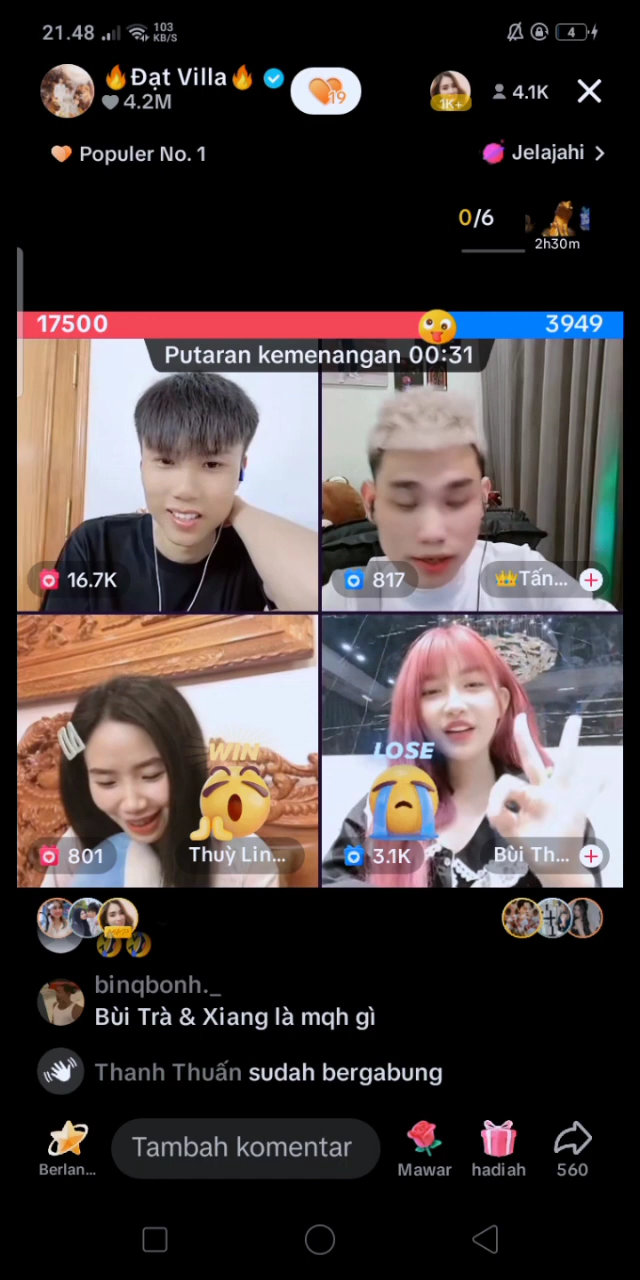 21.48
103
KB/S
4
🔥Đạt Villa🔥
4.2M
19
1K+
4.1K
Populer No. 1
Jelajahi
0/6
2h30m
17500
3949
Putaran kemenangan 00:31
16.7K
817
Tấn...
WIN
LOSE
801
Thuỳ Lin...
3.1K
Bùi Th...
binqbonh._
Bùi Trà & Xiang là mqh gì
Thanh Thuấn sudah bergabung
Berlan...
Tambah komentar
Mawar
hadiah
560